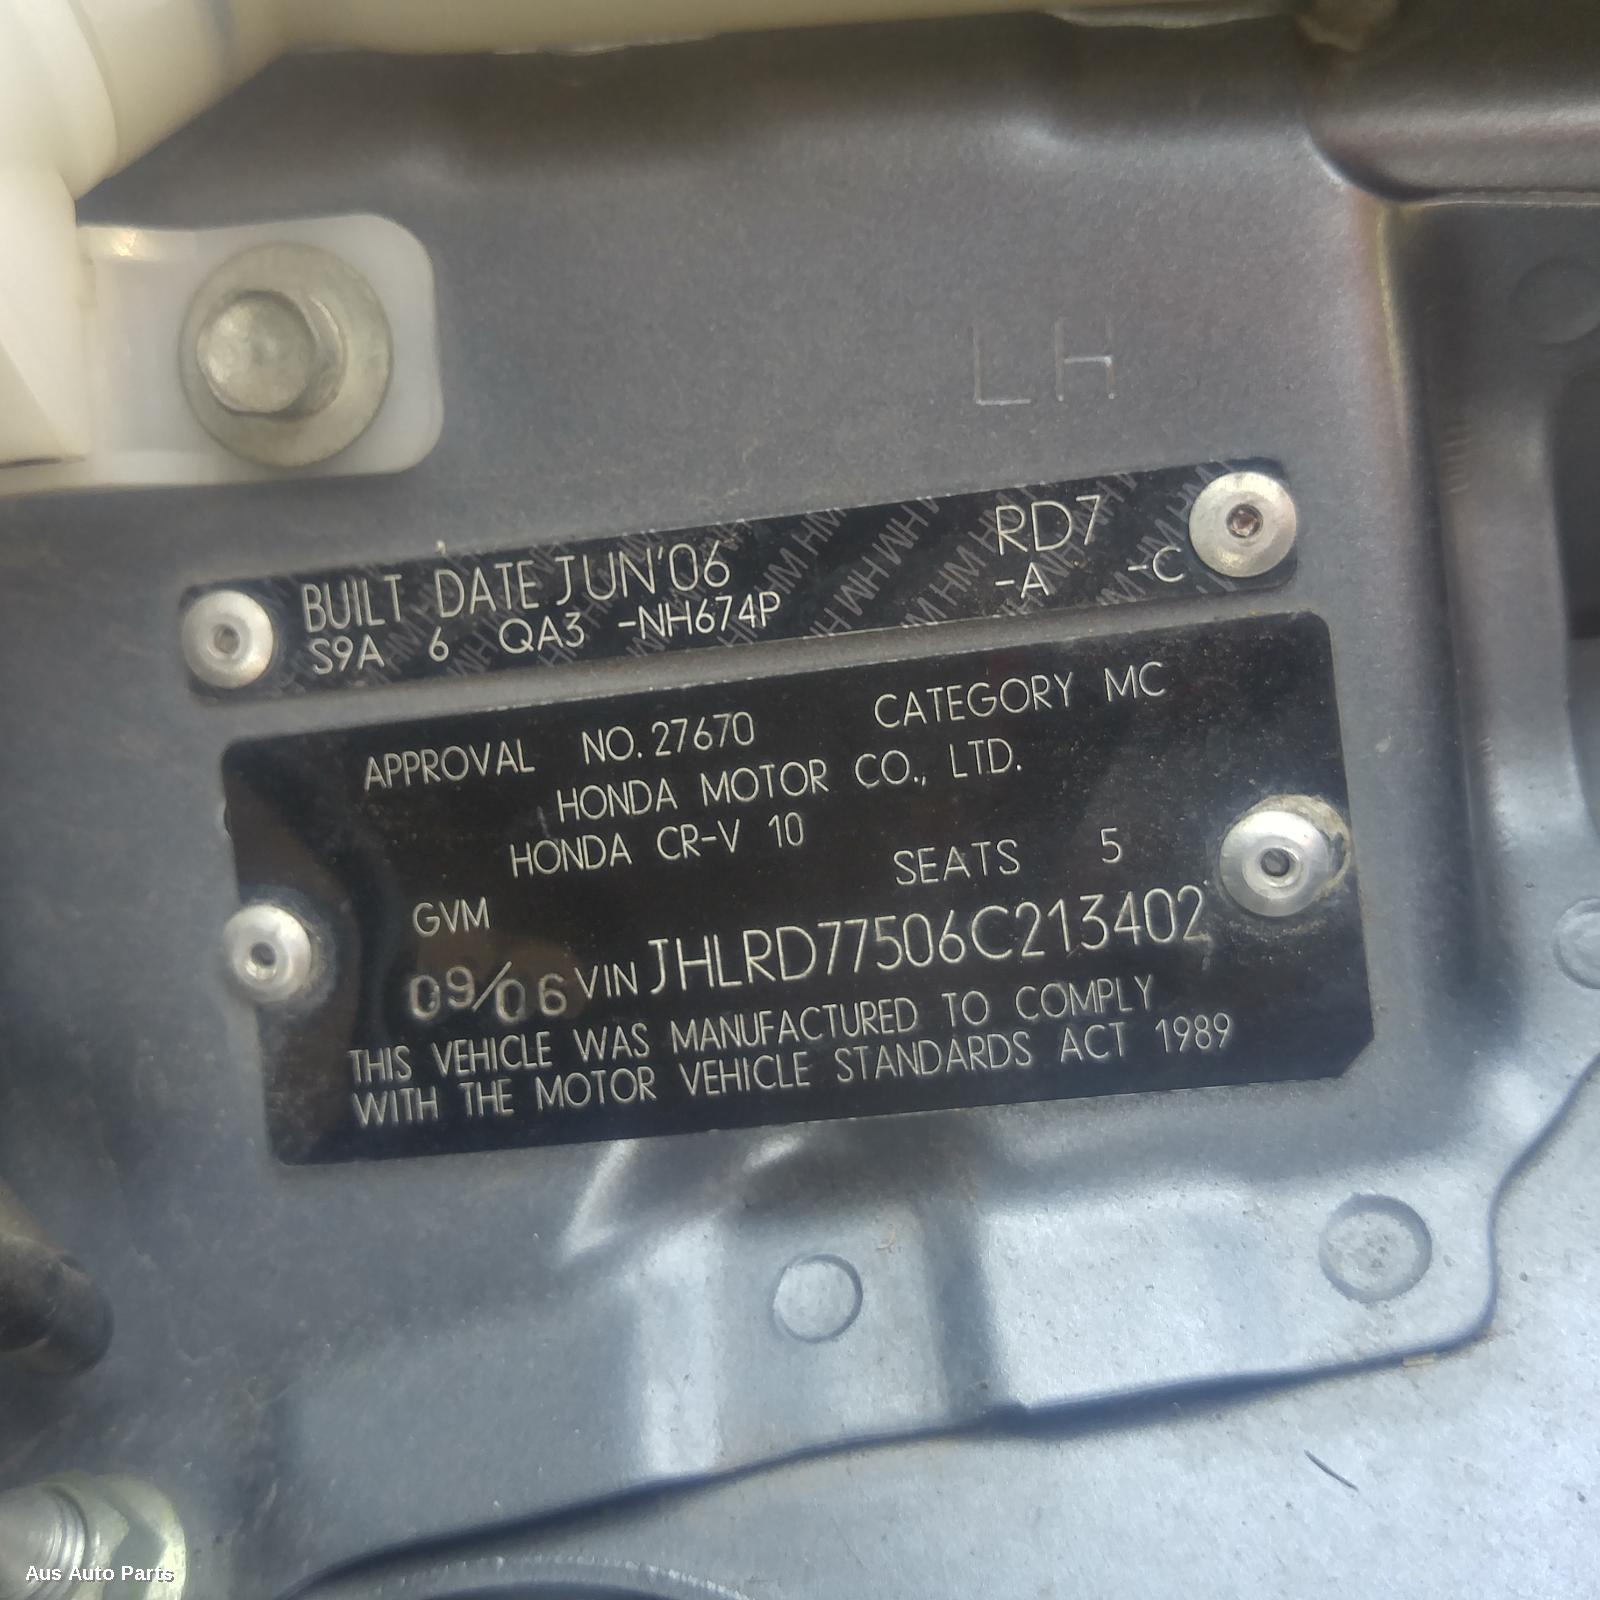 LH
BUILT DATE JUN'06 RD7
S9A 6 QA3 -NH674P -A -C
APPROVAL NO. 27670 CATEGORY MC
HONDA MOTOR CO., LTD.
HONDA CR-V 10
GVM SEATS 5
09/06 VIN JHLRD77506C213402
THIS VEHICLE WAS MANUFACTURED TO COMPLY
WITH THE MOTOR VEHICLE STANDARDS ACT 1989
Aus Auto Parts